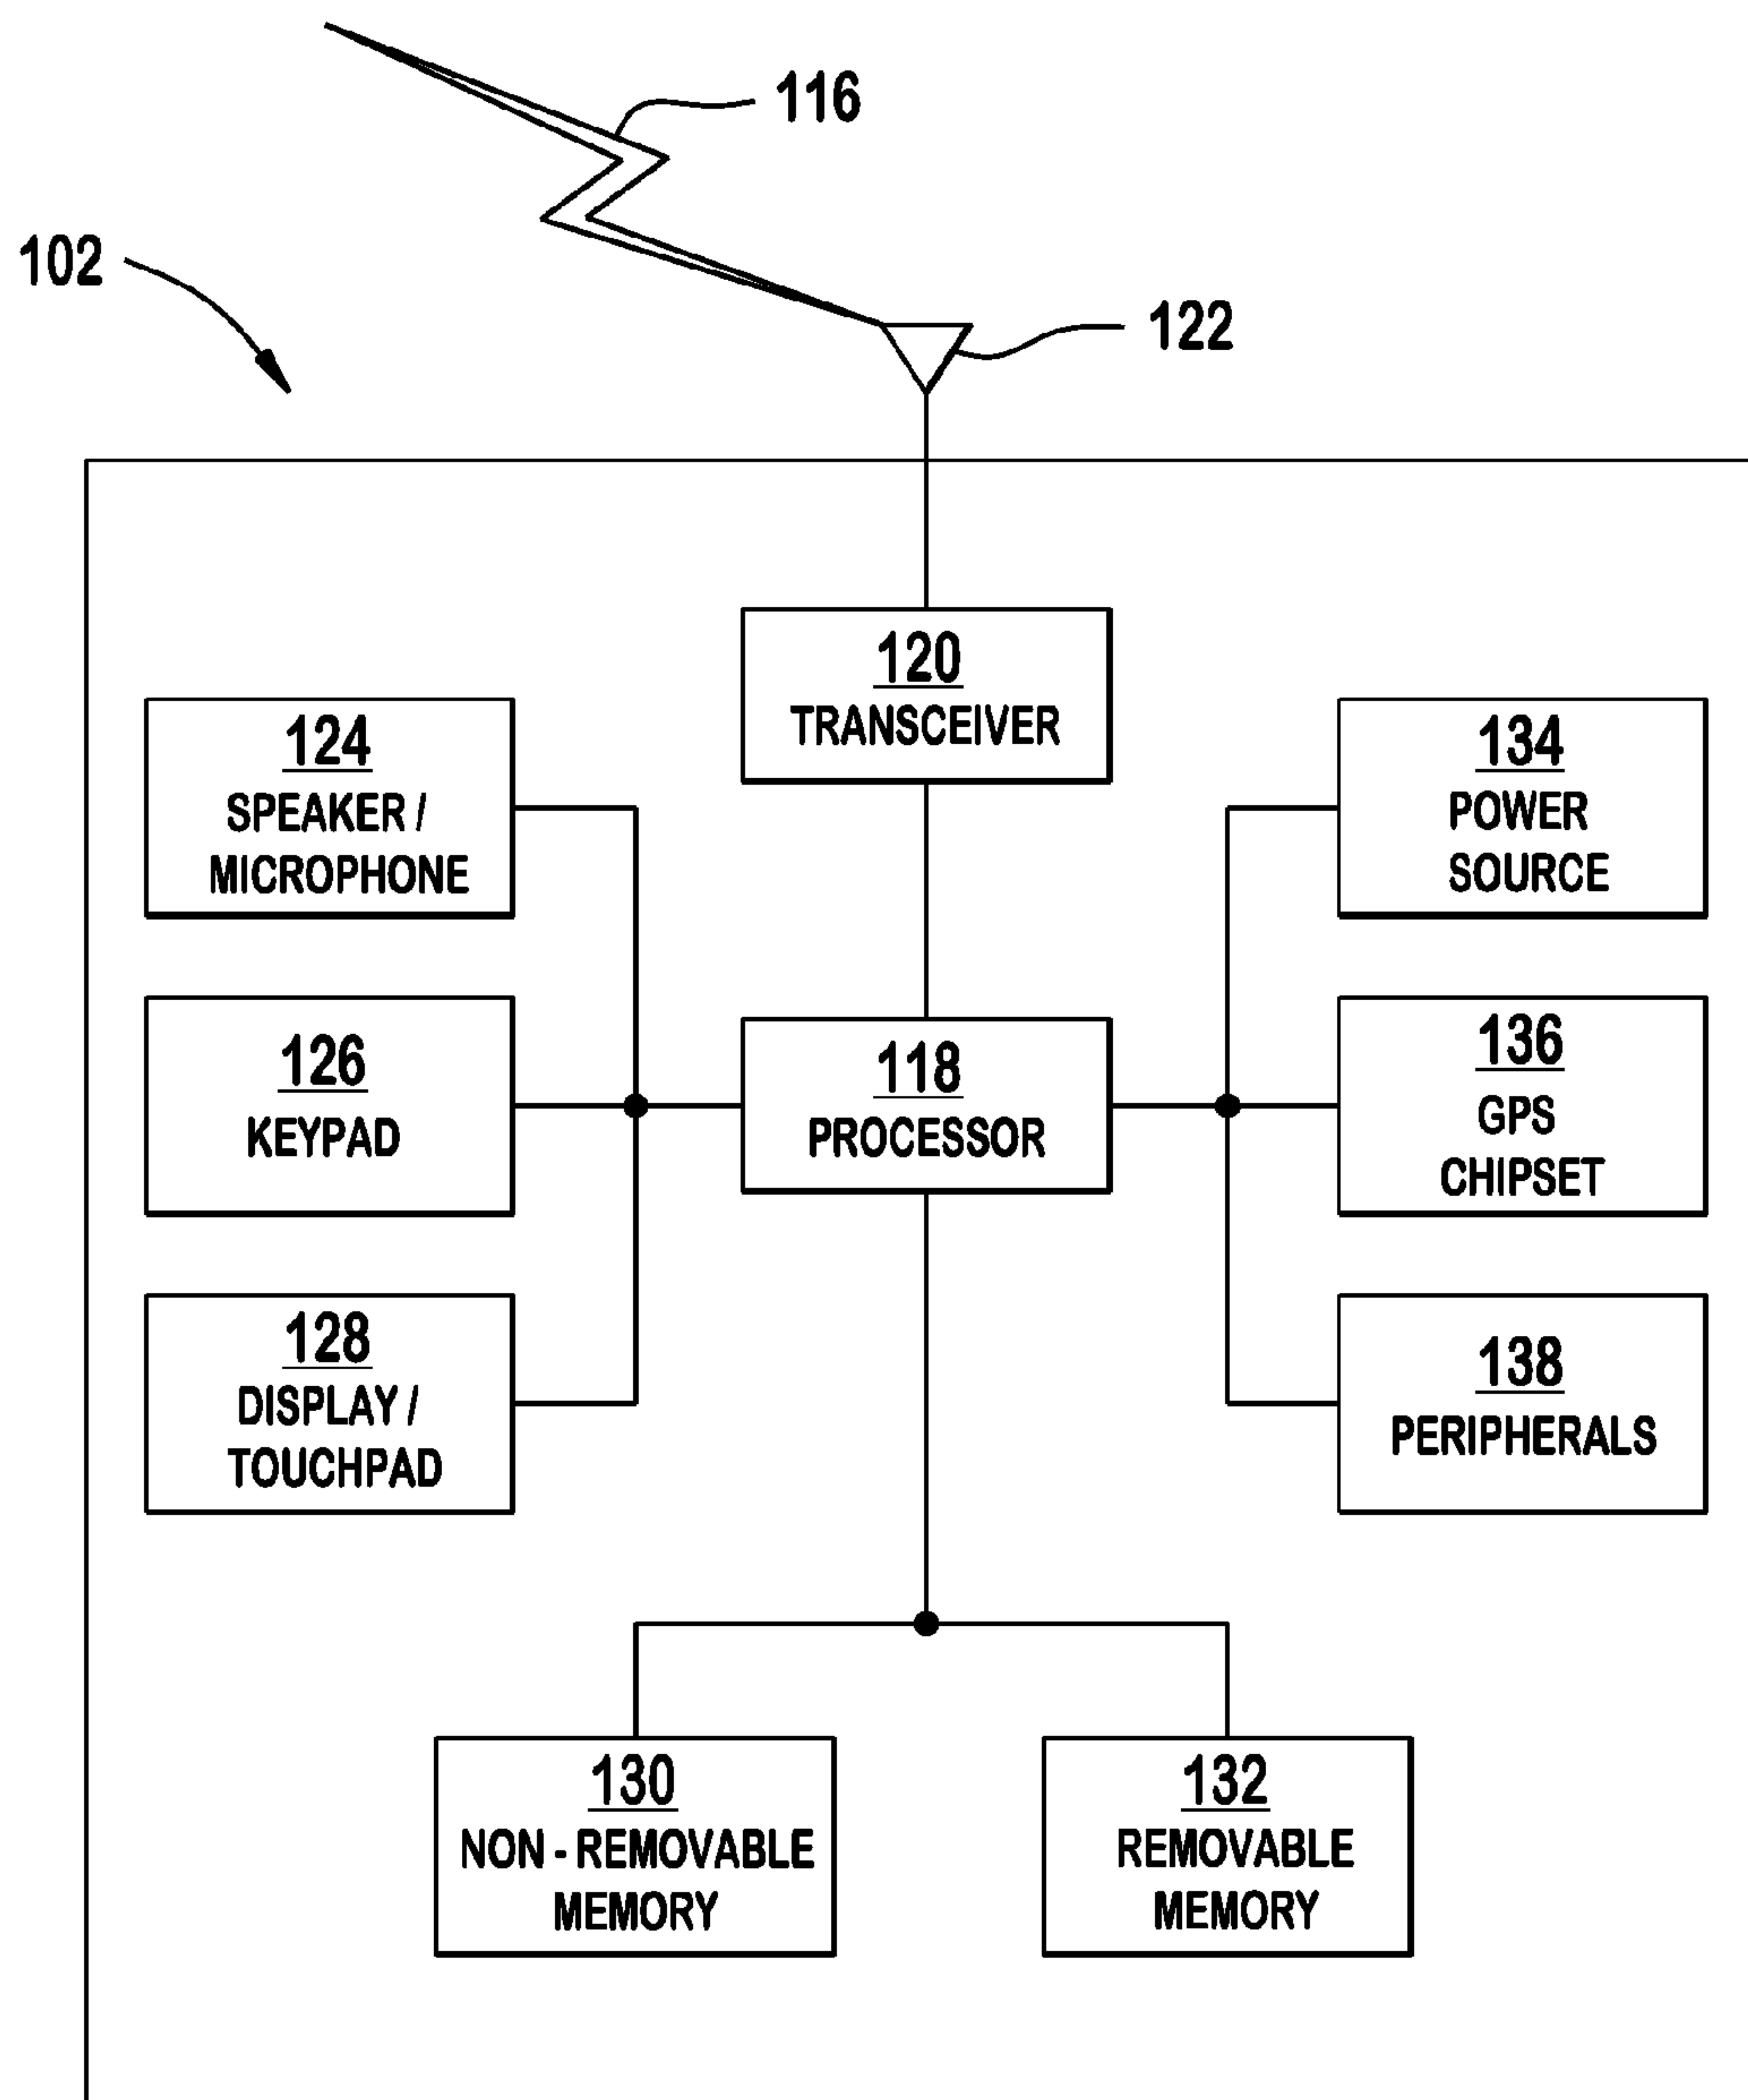 116
102
122
120
TRANSCEIVER
124
SPEAKER /
MICROPHONE
134
POWER
SOURCE
126
KEYPAD
118
PROCESSOR
136
GPS
CHIPSET
128
DISPLAY /
TOUCHPAD
138
PERIPHERALS
130
NON - REMOVABLE
MEMORY
132
REMOVABLE
MEMORY